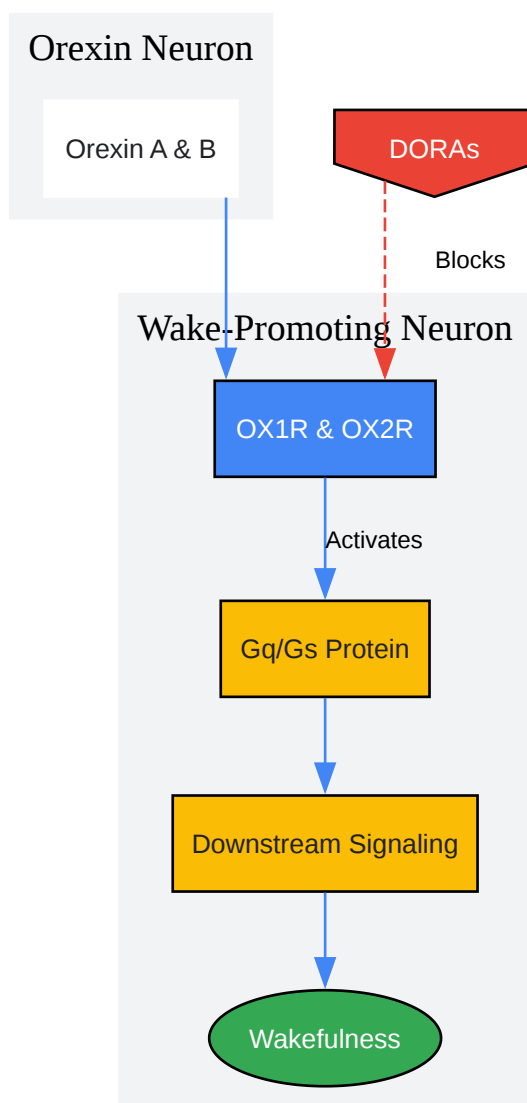 Orexin Neuron
Orexin A & B
DORAs
Blocks
Wake-Promoting Neuron
OX1R & OX2R
Activates
Gq/Gs Protein
Downstream Signaling
Wakefulness